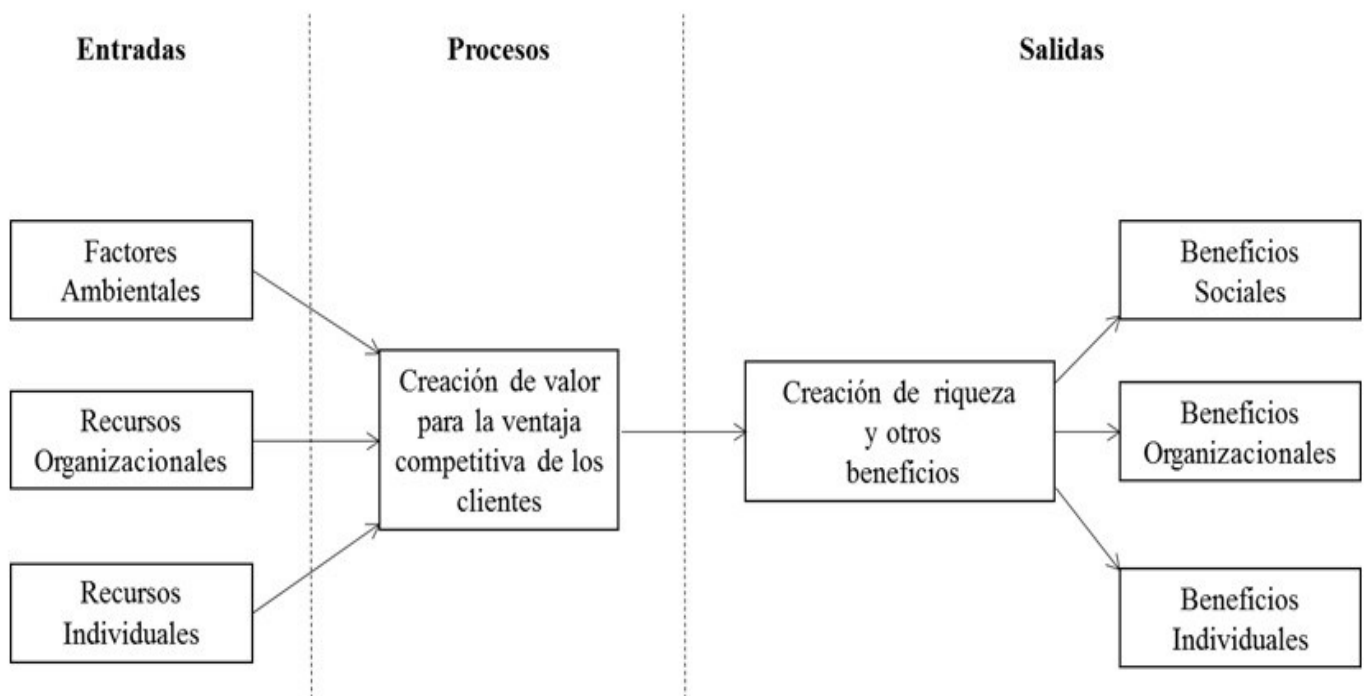 Entradas
Procesos
Salidas
Factores
Ambientales
Recursos
Organizacionales
Recursos
Individuales
Creación de valor
para la ventaja
competitiva de los
clientes
Creación de riqueza
y otros
beneficios
Beneficios
Sociales
Beneficios
Organizacionales
Beneficios
Individuales